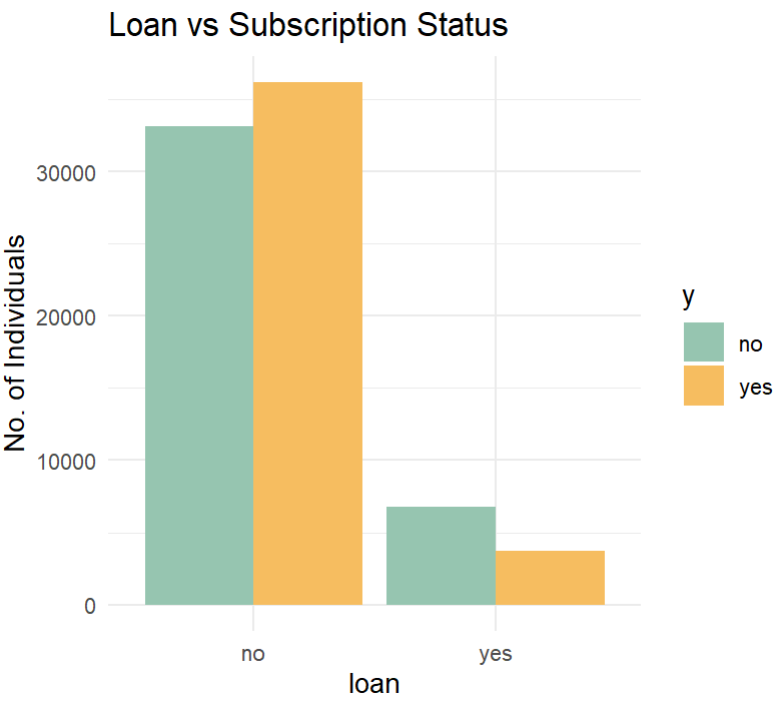 Loan vs Subscription Status
No. of Individuals
30000
20000
10000
0
no
yes
loan
y
no
yes